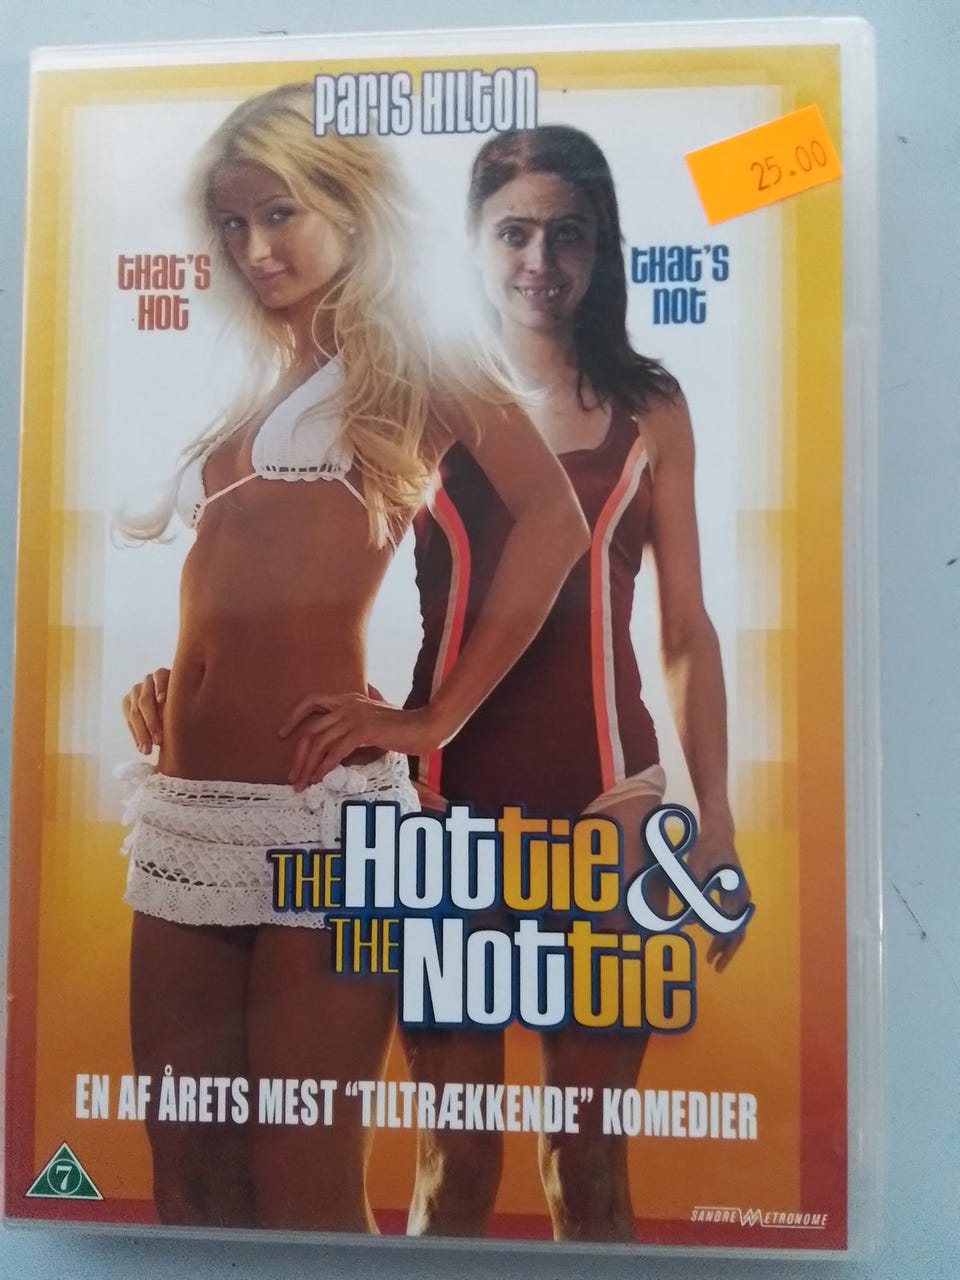 PARIS HILTON
25.00
THAT'S
HOT
THAT'S
NOT
THE HOTTIE &
THE NOTTIE
EN AF ÅRETS MEST "TILTRÆKKENDE" KOMEDIER
7
SANDREW METRONOME